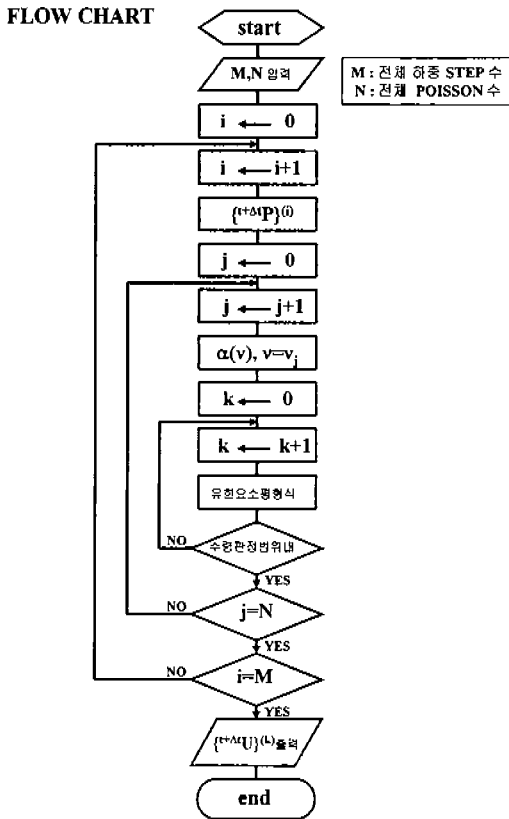 FLOW CHART
start
M,N 입력
M : 전체 하중 STEP 수
N : 전체 POISSON 수
i ← 0
i ← i+1
{t+ΔtP}(i)
j ← 0
j ← j+1
α(ν), ν=νj
k ← 0
k ← k+1
유한요소평형식
NO
수령판정범위내
YES
NO
j=N
YES
NO
i=M
YES
{t+ΔtU}(L)출력
end